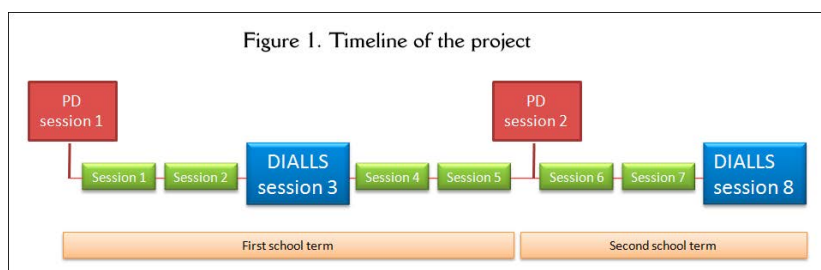 Figure 1. Timeline of the project
PD
session 1
PD
session 2
Session 1
Session 2
DIALLS
session 3
Session 4
Session 5
Session 6
Session 7
DIALLS
session 8
First school term
Second school term